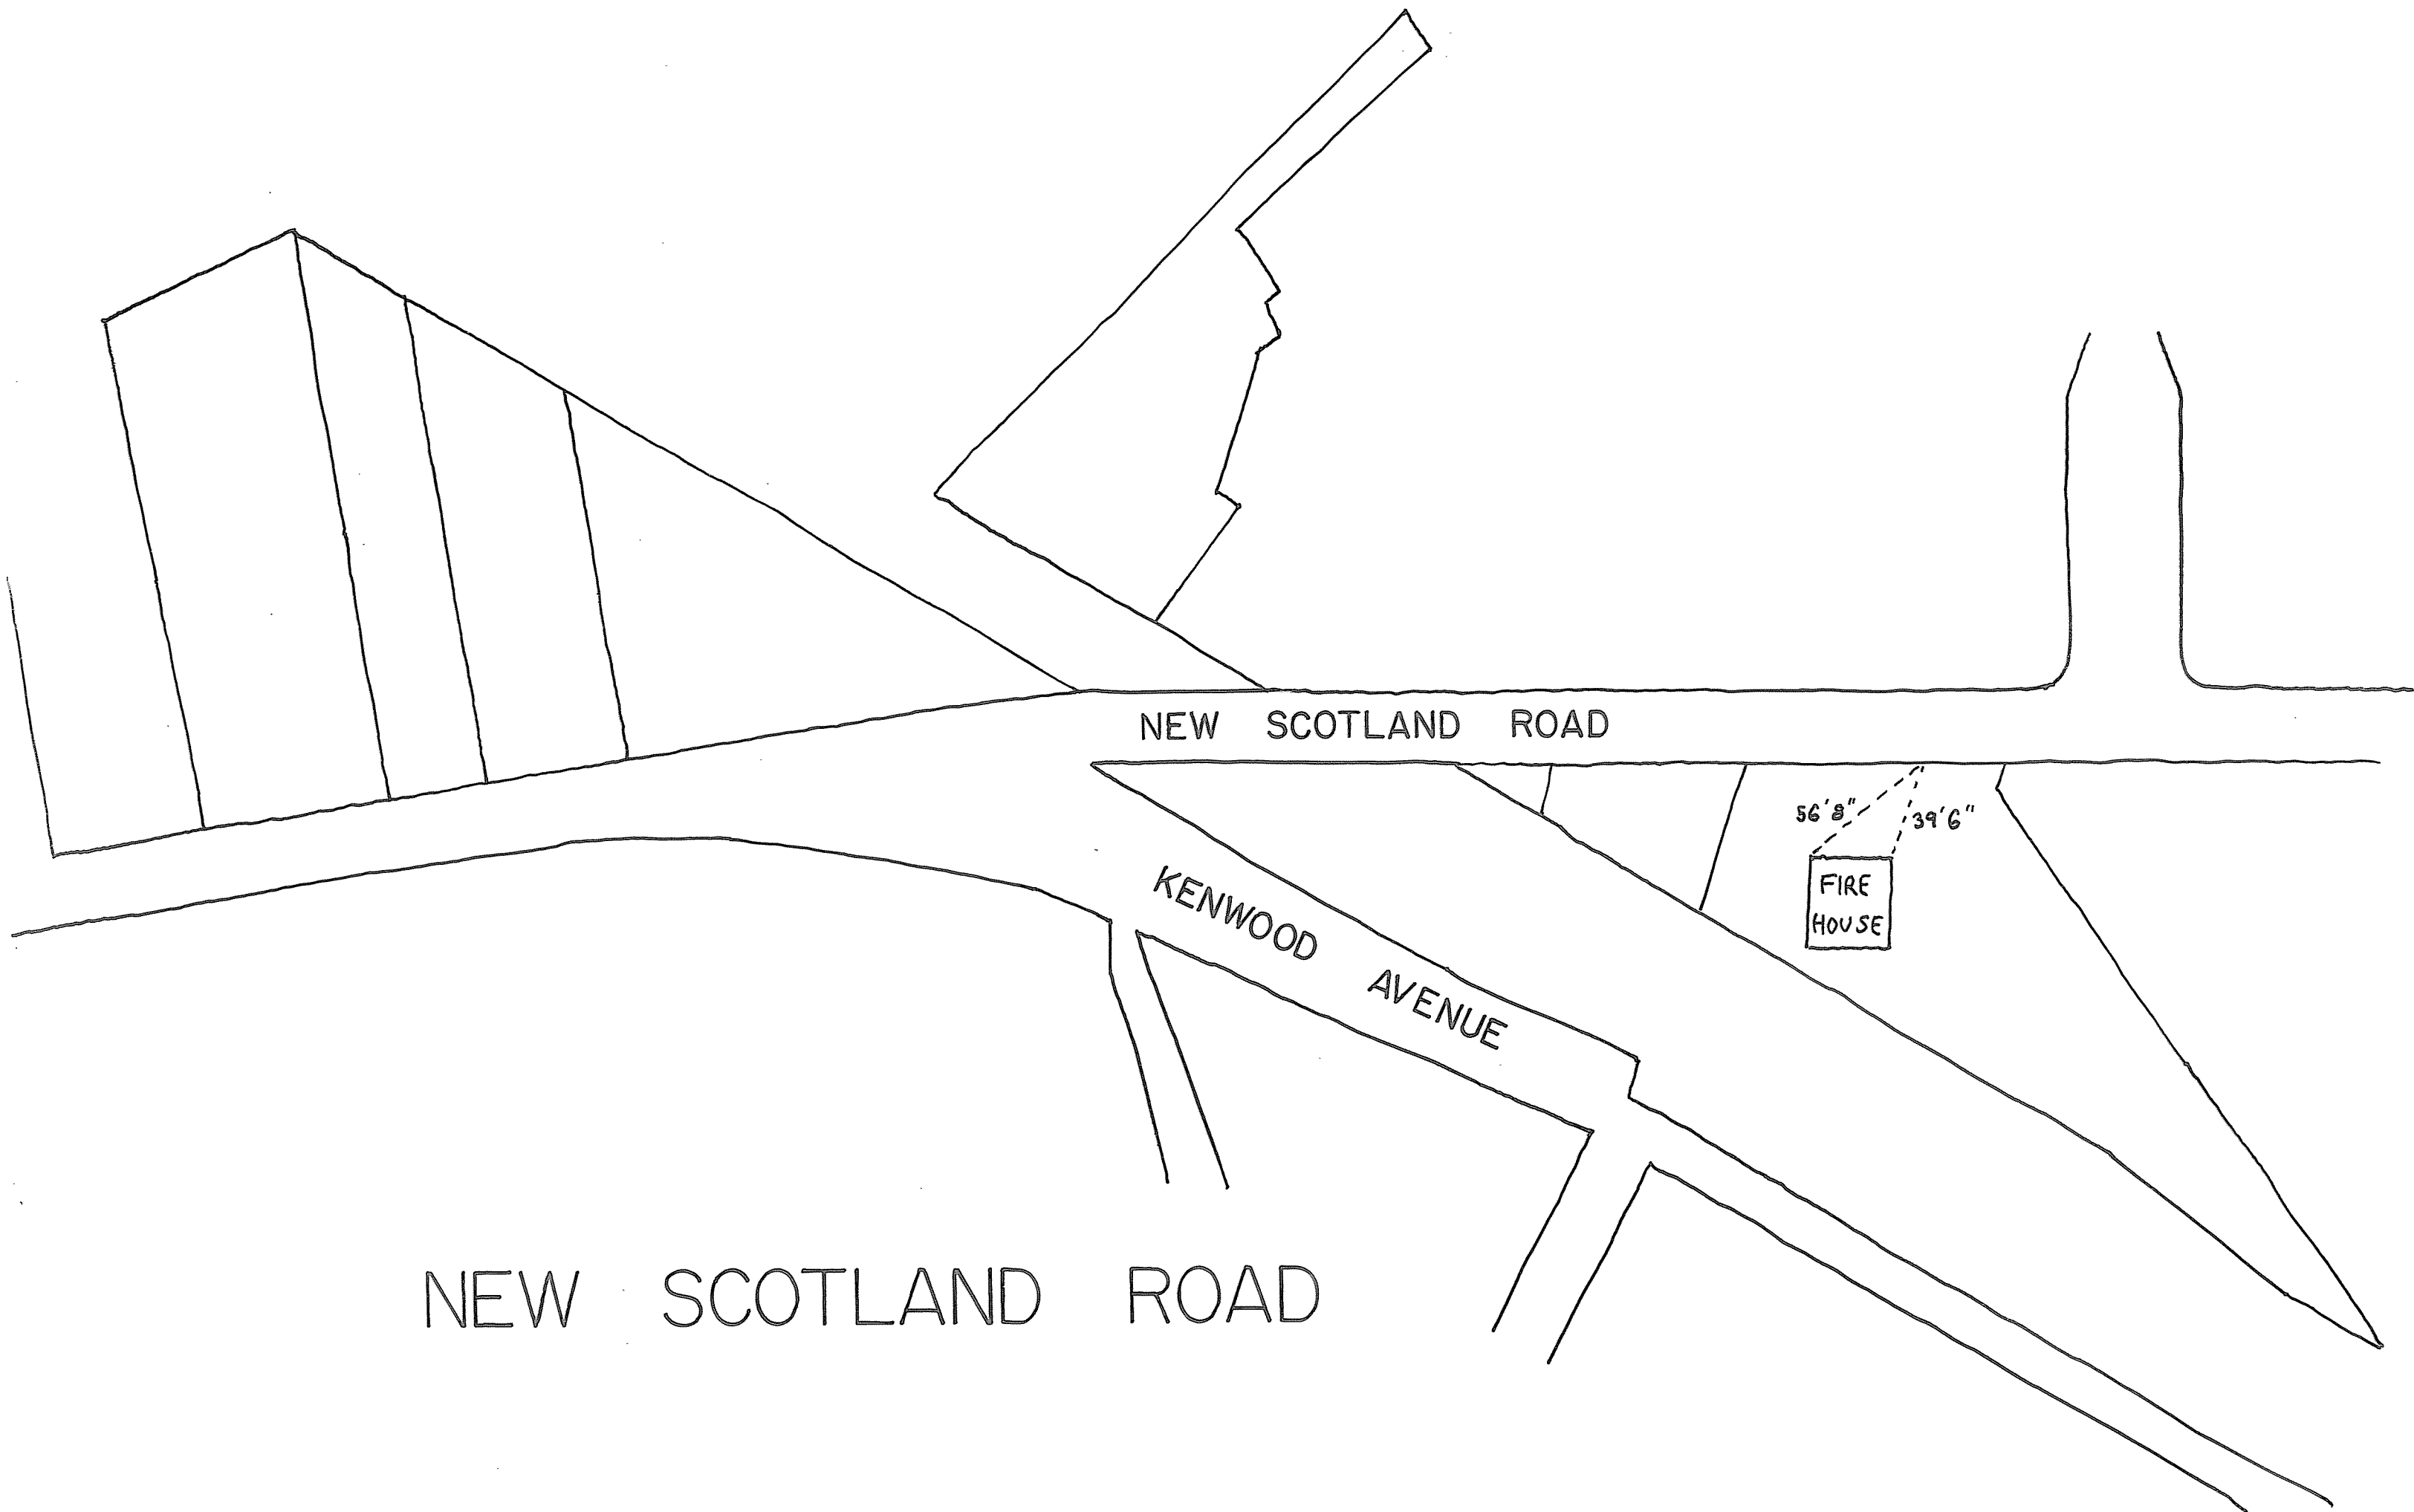 NEW SCOTLAND ROAD
56'8"
39'6"
FIRE
HOUSE
KENWOOD AVENUE
NEW SCOTLAND ROAD